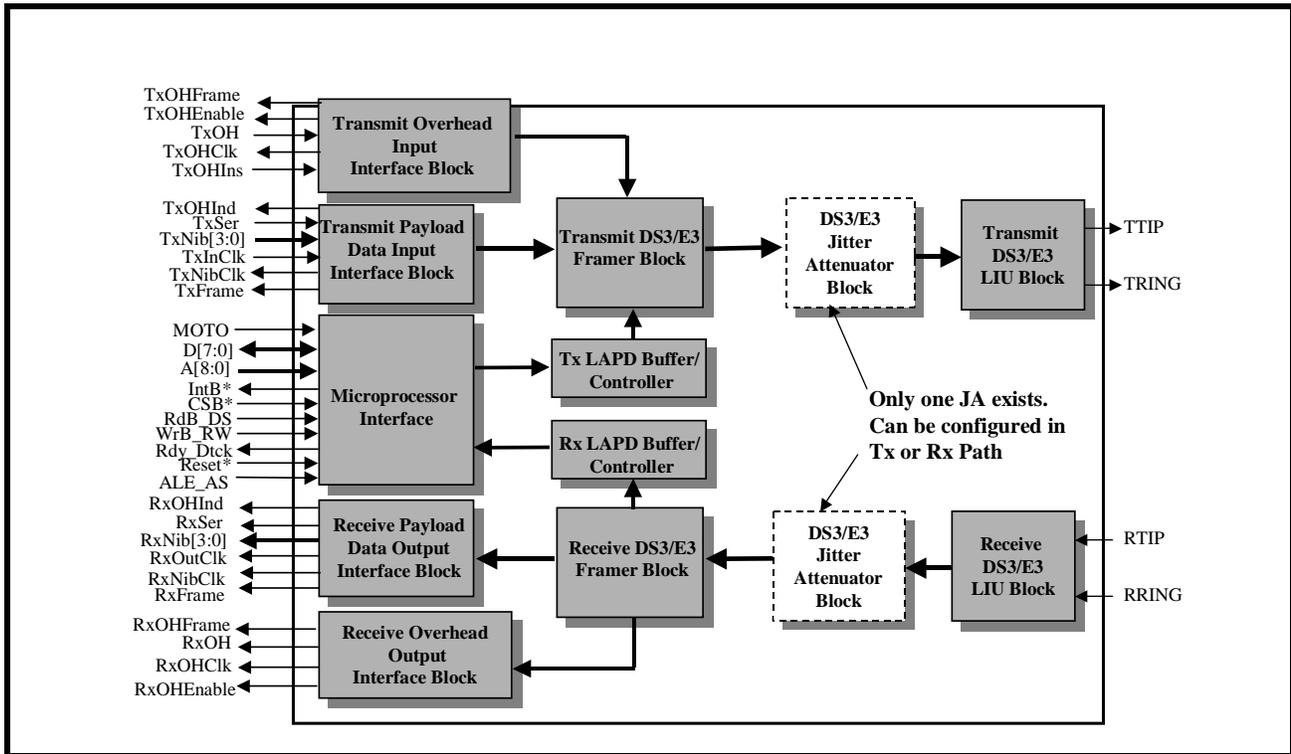 TxOHFrame
TxOHEnable
TxOH
TxOHClk
TxOHIns
Transmit Overhead
Input
Interface Block
TxOHInd
TxSer
TxNib[3:0]
TxInClk
TxNibClk
TxFrame
Transmit Payload
Data Input
Interface Block
Transmit DS3/E3
Framer Block
DS3/E3
Jitter
Attenuator
Block
Transmit
DS3/E3
LIU Block
TTIP
TRING
MOTO
D[7:0]
A[8:0]
IntB*
CSB*
RdB_DS
WrB_RW
Rdy_Dtck
Reset*
ALE_AS
Microprocessor
Interface
Tx LAPD Buffer/
Controller
Rx LAPD Buffer/
Controller
Only one JA exists.
Can be configured in
Tx or Rx Path
RxOHInd
RxSer
RxNib[3:0]
RxOutClk
RxNibClk
RxFrame
Receive Payload
Data Output
Interface Block
Receive DS3/E3
Framer Block
DS3/E3
Jitter
Attenuator
Block
Receive
DS3/E3
LIU Block
RTIP
RRING
RxOHFrame
RxOH
RxOHClk
RxOHEnable
Receive Overhead
Output
Interface Block